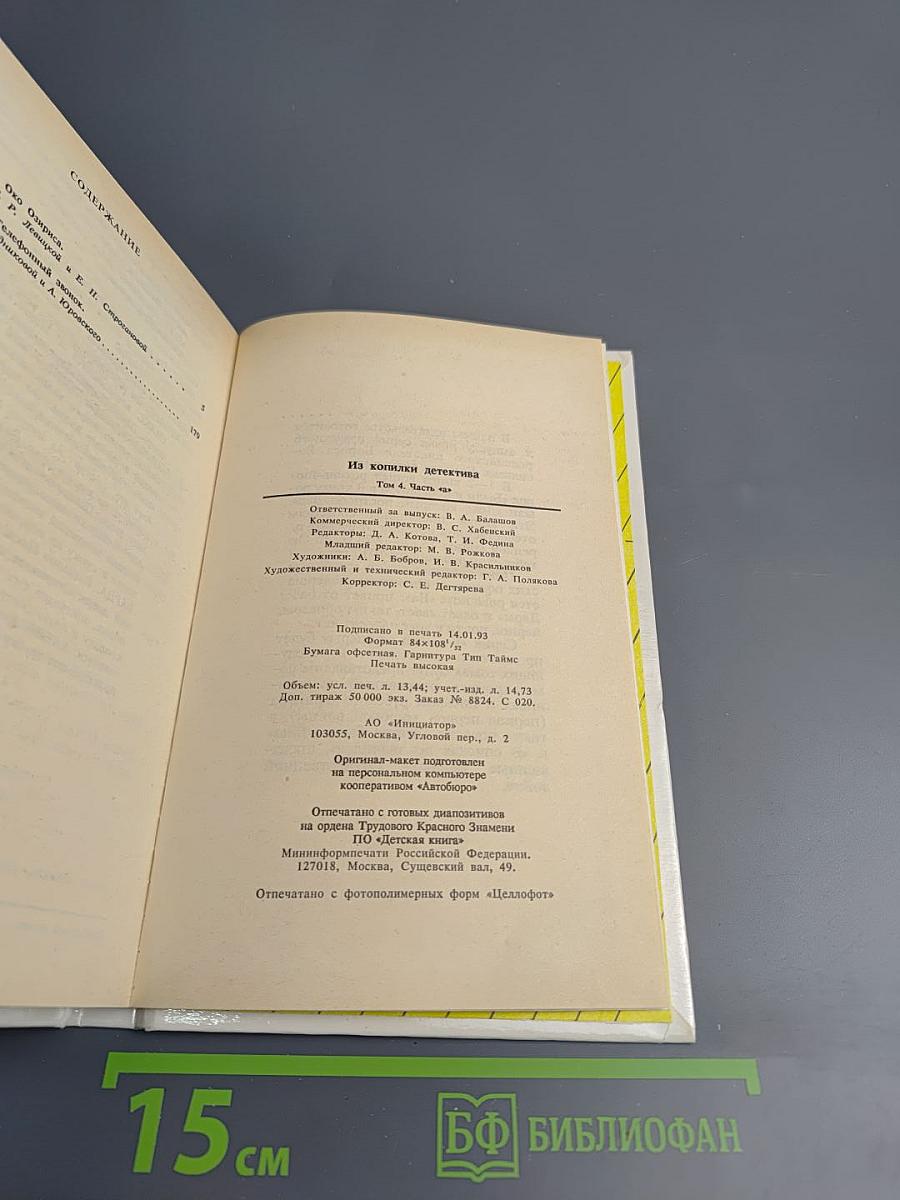 СОДЕРЖАНИЕ
Око Озириса.
Р. Левицкой и Е. П. Строгановой . . . . . . 5
телефонный звонок.
и А. Юровского . . . . . . . . . . . . . . . . 179
Из копилки детектива
Том 4. Часть «а»
Ответственный за выпуск: В. А. Балашов
Коммерческий директор: В. С. Хабевский
Редакторы: Д. А. Котова, Т. И. Федина
Младший редактор: М. В. Рожкова
Художники: А. Б. Бобров, И. В. Красильников
Художественный и технический редактор: Г. А. Полякова
Корректор: С. Е. Дегтярева
Подписано в печать 14.01.93
Формат 84×108¹/₃₂
Бумага офсетная. Гарнитура Тип Таймс
Печать высокая
Объем: усл. печ. л. 13,44; учет.-изд. л. 14,73
Доп. тираж 50 000 экз. Заказ № 8824. С 020.
АО «Инициатор»
103055, Москва, Угловой пер., д. 2
Оригинал-макет подготовлен
на персональном компьютере
кооперативом «Автобюро»
Отпечатано с готовых диапозитивов
на ордена Трудового Красного Знамени
ПО «Детская книга»
Мининформпечати Российской Федерации.
127018, Москва, Сущевский вал, 49.
Отпечатано с фотополимерных форм «Целлофот»
15 см
БФ БИБЛИОФАН